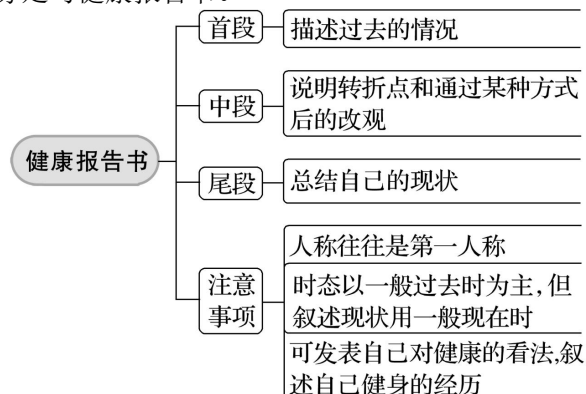 首段
描述过去的情况
中段
说明转折点和通过某种方式
后的改观
健康报告书
尾段
总结自己的现状
注意
事项
人称往往是第一人称
时态以一般过去时为主,但
叙述现状用一般现在时
可发表自己对健康的看法,叙
述自己健身的经历